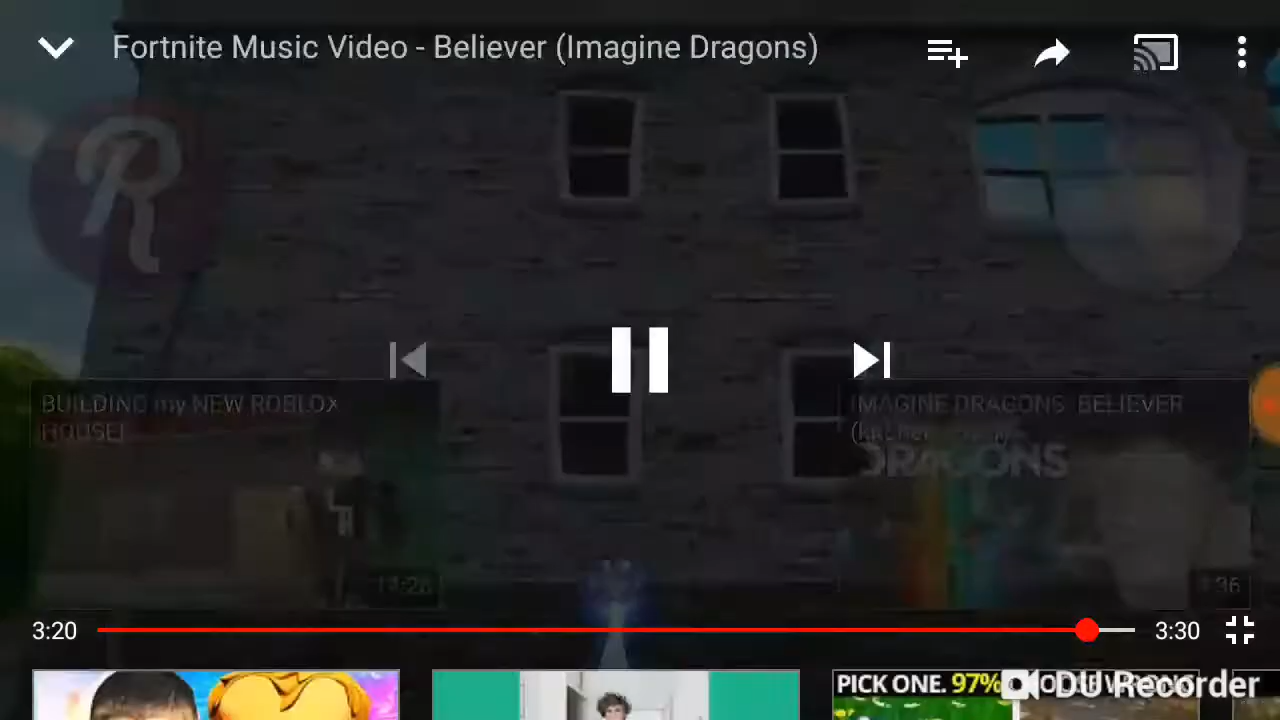 Fortnite Music Video - Believer (Imagine Dragons)
R
BUILDING my NEW ROBLOX
HOUSE!
IMAGINE DRAGONS BELIEVER
DRAGONS
3:20
3:30
PICK ONE. 97%
DU Recorder